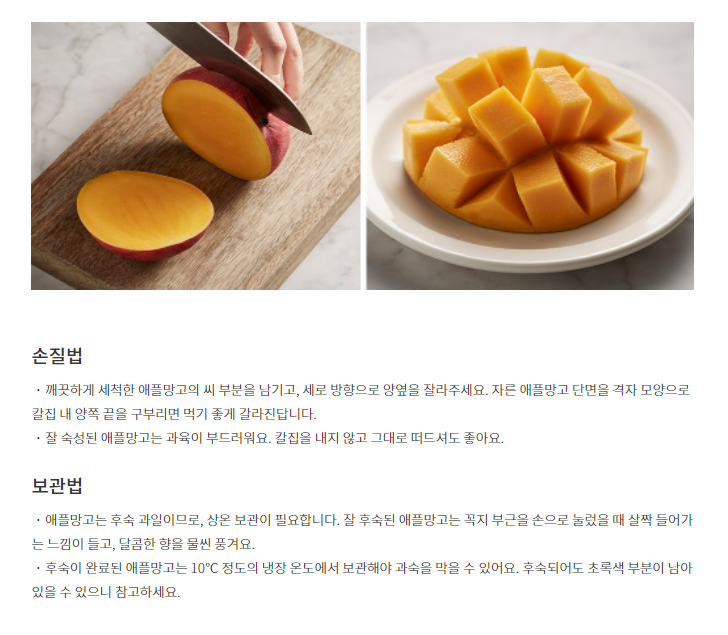 손질법
· 깨끗하게 세척한 애플망고의 씨 부분을 남기고, 세로 방향으로 양옆을 잘라주세요. 자른 애플망고 단면을 격자 모양으로
칼집 내 양쪽 끝을 구부리면 먹기 좋게 갈라진답니다.
· 잘 숙성된 애플망고는 과육이 부드러워요. 칼집을 내지 않고 그대로 떠드셔도 좋아요.
보관법
· 애플망고는 후숙 과일이므로, 상온 보관이 필요합니다. 잘 후숙된 애플망고는 꼭지 부근을 손으로 눌렀을 때 살짝 들어가
는 느낌이 들고, 달콤한 향을 물씬 풍겨요.
· 후숙이 완료된 애플망고는 10℃ 정도의 냉장 온도에서 보관해야 과숙을 막을 수 있어요. 후숙되어도 초록색 부분이 남아
있을 수 있으니 참고하세요.